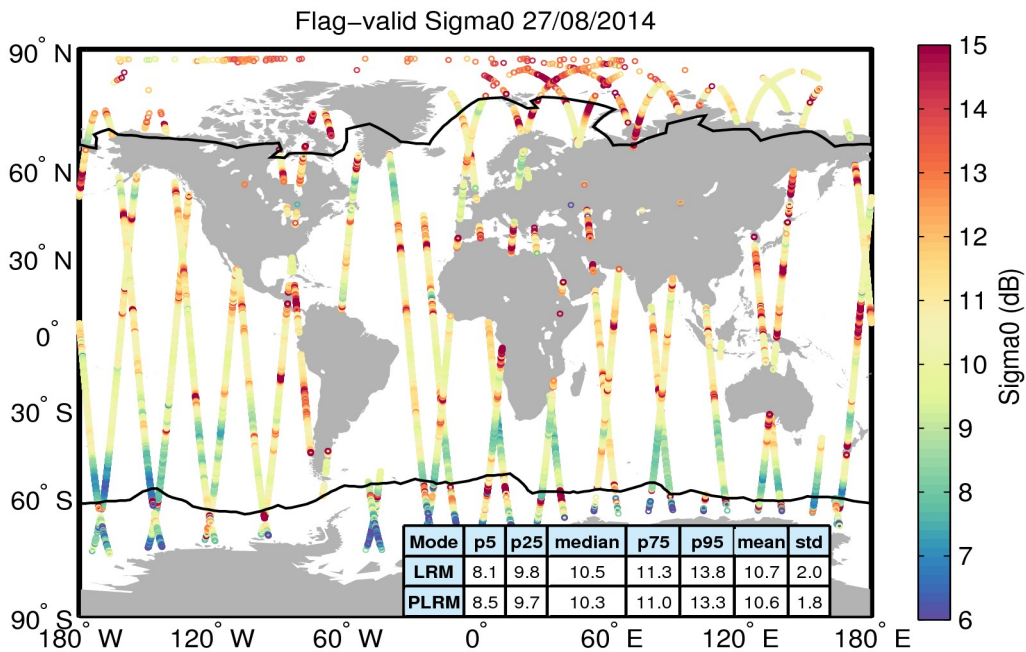 Flag−valid Sigma0 27/08/2014
90° N
60° N
30° N
0°
30° S
60° S
90° S
180° W
120° W
60° W
0°
60° E
120° E
180° E
15
14
13
12
11
10
9
8
7
6
Sigma0 (dB)
Mode p5 p25 median p75 p95 mean std
LRM 8.1 9.8 10.5 11.3 13.8 10.7 2.0
PLRM 8.5 9.7 10.3 11.0 13.3 10.6 1.8